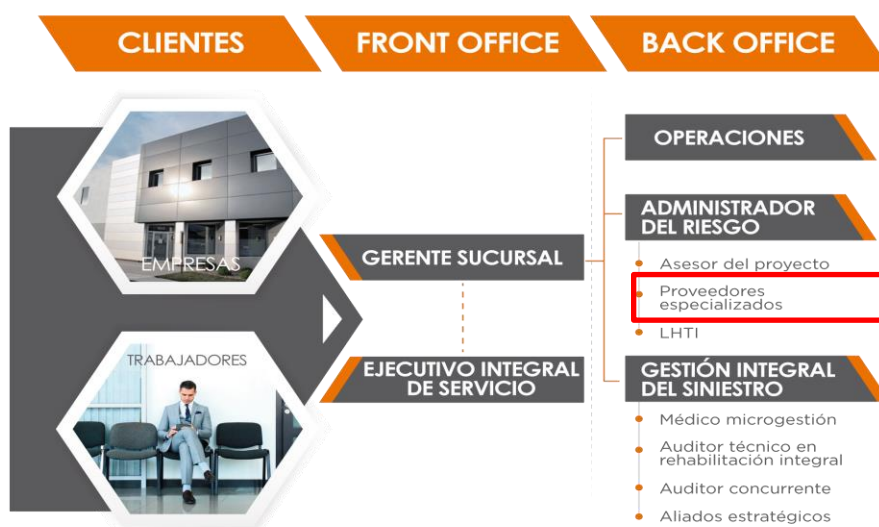 CLIENTES
FRONT OFFICE
BACK OFFICE
EMPRESAS
TRABAJADORES
GERENTE SUCURSAL
EJECUTIVO INTEGRAL
DE SERVICIO
OPERACIONES
ADMINISTRADOR
DEL RIESGO
Asesor del proyecto
Proveedores
especializados
LHTI
GESTIÓN INTEGRAL
DEL SINIESTRO
Médico microgestión
Auditor técnico en
rehabilitación integral
Auditor concurrente
Aliados estratégicos